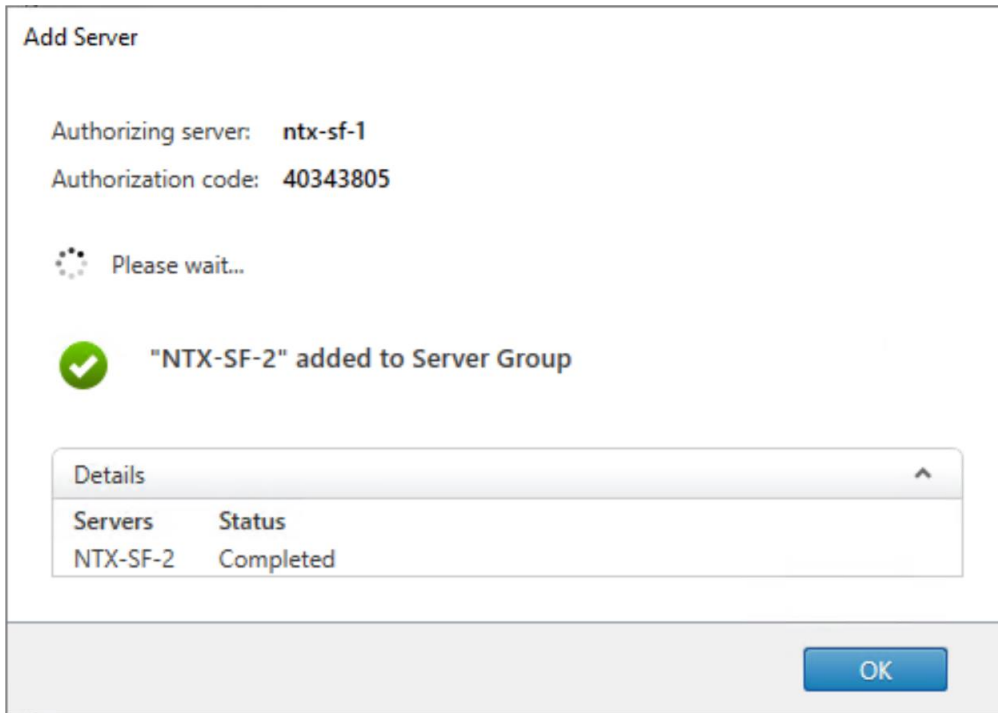 Add Server
Authorizing server: ntx-sf-1
Authorization code: 40343805
Please wait...
"NTX-SF-2" added to Server Group
Details
Servers Status
NTX-SF-2 Completed
OK